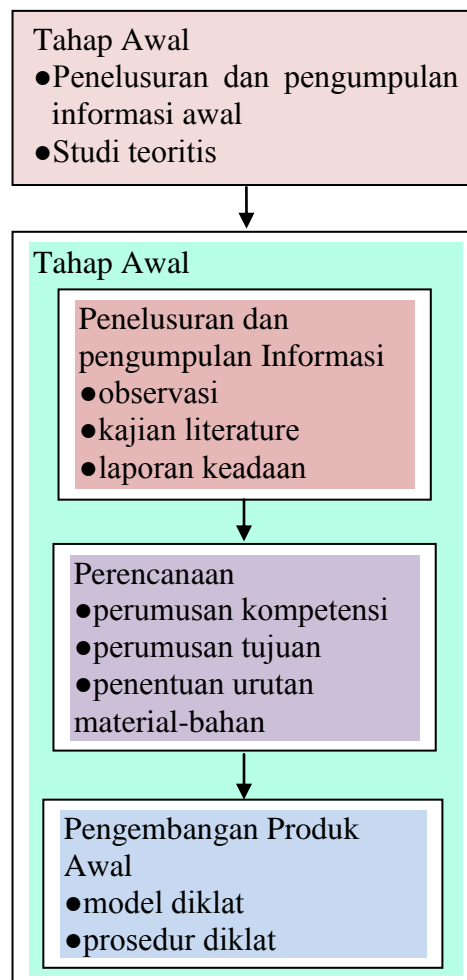 Tahap Awal
●Penelusuran dan pengumpulan
informasi awal
●Studi teoritis
Tahap Awal
Penelusuran dan
pengumpulan Informasi
●observasi
●kajian literature
●laporan keadaan
Perencanaan
●perumusan kompetensi
●perumusan tujuan
●penentuan urutan
material-bahan
Pengembangan Produk
Awal
●model diklat
●prosedur diklat